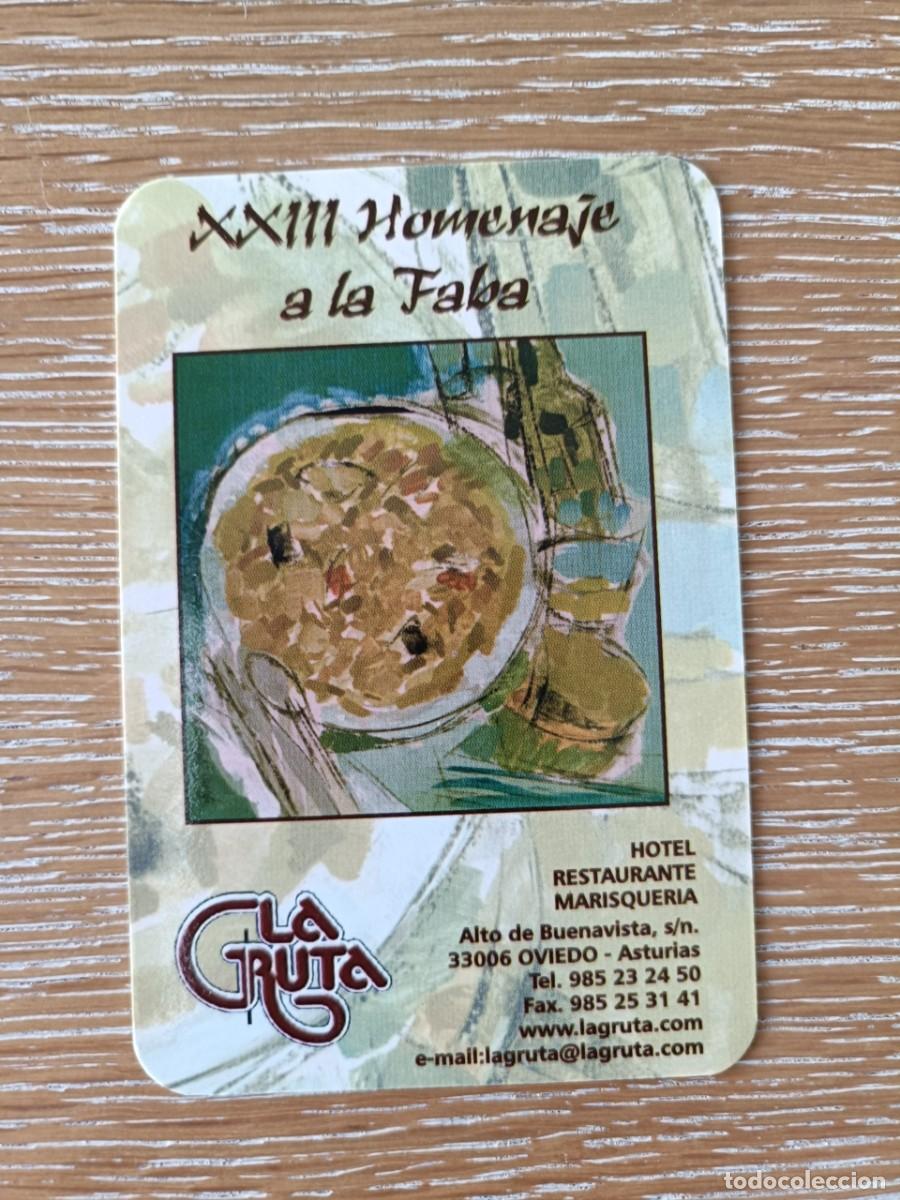 XXIII Homenaje
a la Faba
HOTEL
RESTAURANTE
MARISQUERIA
LA
GRUTA
Alto de Buenavista, s/n.
33006 OVIEDO - Asturias
Tel. 985 23 24 50
Fax. 985 25 31 41
www.lagruta.com
e-mail:lagruta@lagruta.com
todocoleccion